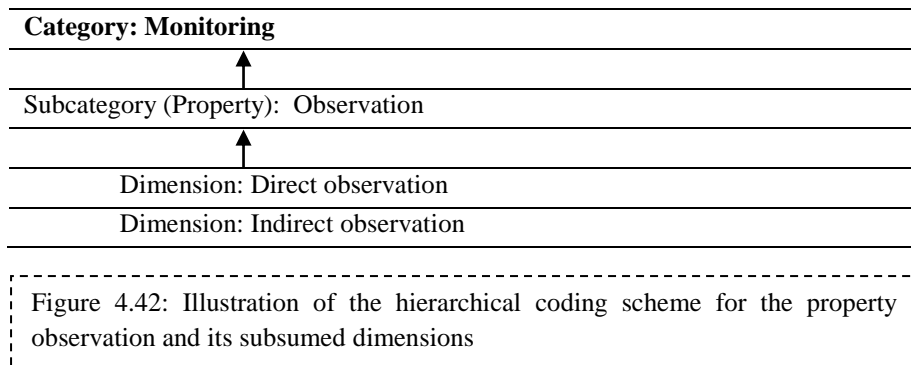 Category: Monitoring
Subcategory (Property): Observation
Dimension: Direct observation
Dimension: Indirect observation
Figure 4.42: Illustration of the hierarchical coding scheme for the property
observation and its subsumed dimensions